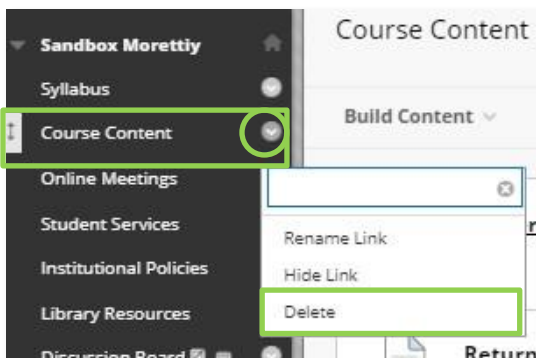 Sandbox Morettiy
Course Content
Syllabus
Course Content
Build Content
Online Meetings
Student Services
Institutional Policies
Library Resources
Discussion Board
Rename Link
Hide Link
Delete
Return